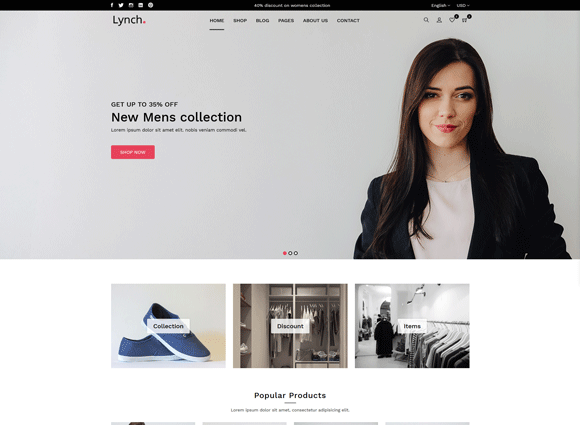 40% discount on womens collection
English
USD
Lynch.
HOME SHOP BLOG PAGES ABOUT US CONTACT
GET UP TO 35% OFF
New Mens collection
Lorem ipsum dolor sit amet elit. nobis veniam commodi vel.
SHOP NOW
Collection
Discount
Items
Popular Products
Lorem ipsum dolor sit amet, consectetur adipisicing elit.